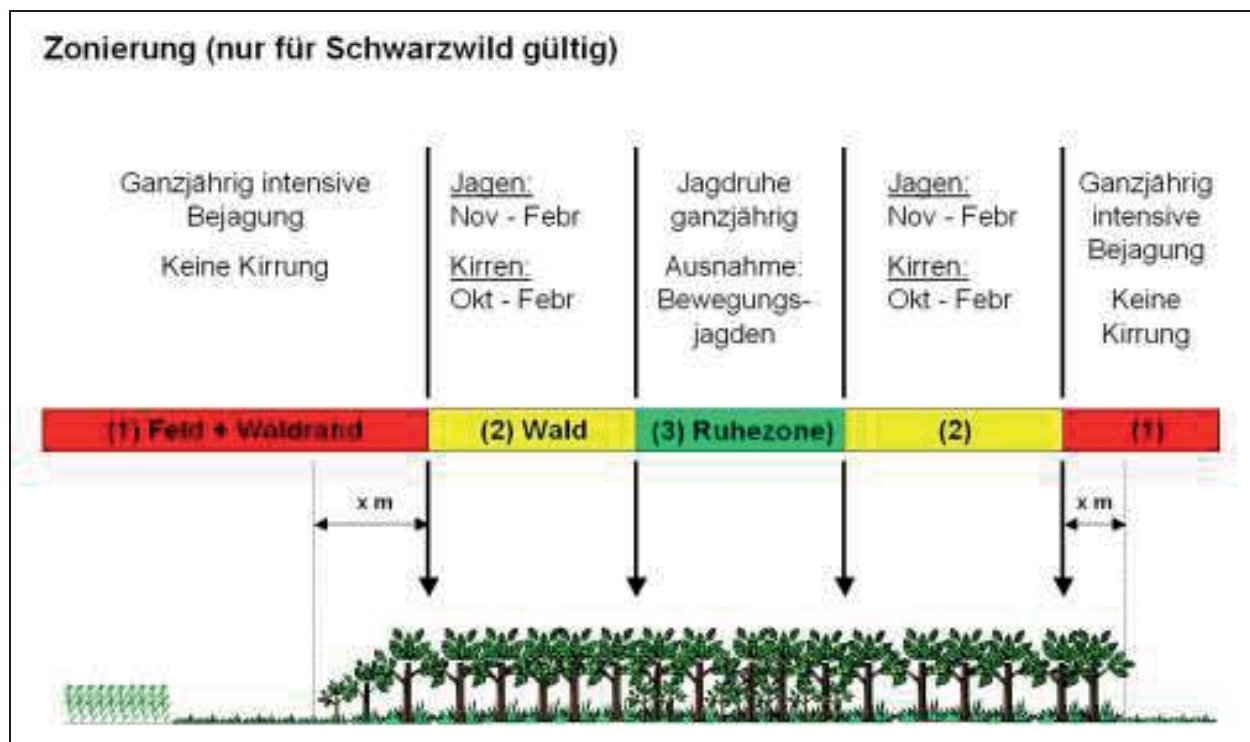 Zonierung (nur für Schwarzwild gültig)
Ganzjährig intensive
Bejagung
Keine Kirrung
Jagen:
Nov - Febr
Kirren:
Okt - Febr
Jagdruhe
ganzjährig
Ausnahme:
Bewegungs-
jagden
Jagen:
Nov - Febr
Kirren:
Okt - Febr
Ganzjährig
intensive
Bejagung
Keine
Kirrung
(1) Feld + Waldrand
(2) Wald
(3) Ruhezone)
(2)
(1)
x m
x m